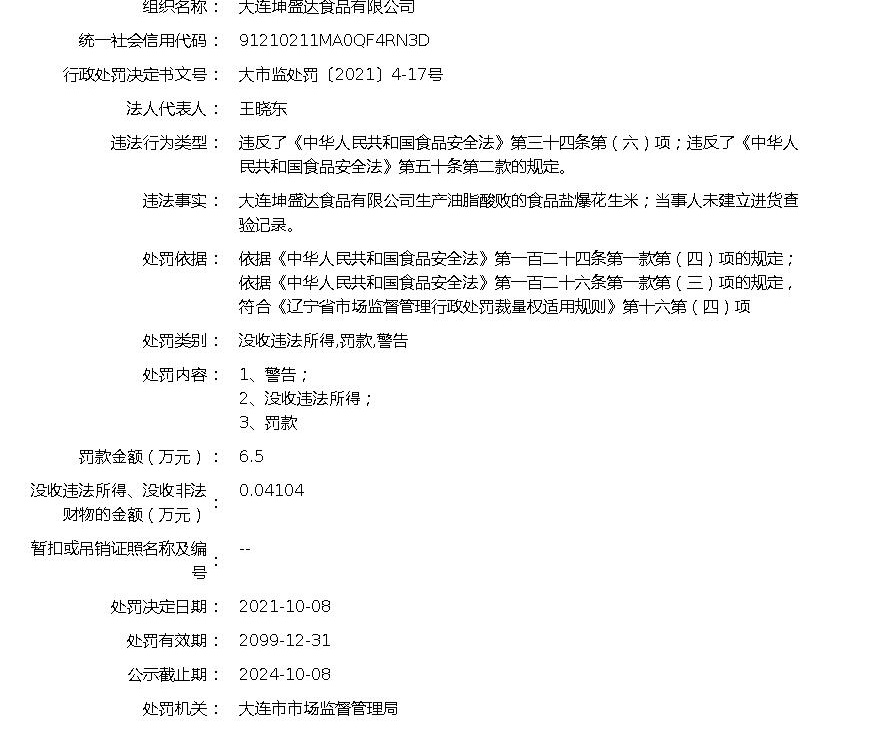 组织名称： 大连坤盛达食品有限公司
统一社会信用代码： 91210211MA0QF4RN3D
行政处罚决定书文号： 大市监处罚〔2021〕4-17号
法人代表人： 王晓东
违法行为类型： 违反了《中华人民共和国食品安全法》第三十四条第（六）项；违反了《中华人
民共和国食品安全法》第五十条第二款的规定。
违法事实： 大连坤盛达食品有限公司生产油脂酸败的食品盐爆花生米；当事人未建立进货查
验记录。
处罚依据： 依据《中华人民共和国食品安全法》第一百二十四条第一款第（四）项的规定；
依据《中华人民共和国食品安全法》第一百二十六条第一款第（三）项的规定，
符合《辽宁省市场监督管理行政处罚裁量权适用规则》第十六第（四）项
处罚类别： 没收违法所得,罚款,警告
处罚内容： 1、警告；
2、没收违法所得；
3、罚款
罚款金额（万元）： 6.5
没收违法所得、没收非法
财物的金额（万元）： 0.04104
暂扣或吊销证照名称及编
号： --
处罚决定日期： 2021-10-08
处罚有效期： 2099-12-31
公示截止期： 2024-10-08
处罚机关： 大连市市场监督管理局